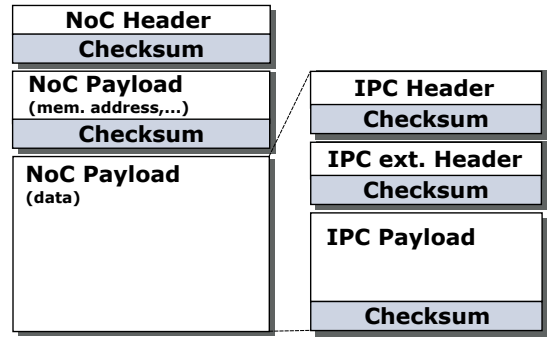 NoC Header
Checksum
NoC Payload
(mem. address,...)
Checksum
NoC Payload
(data)
IPC Header
Checksum
IPC ext. Header
Checksum
IPC Payload
Checksum